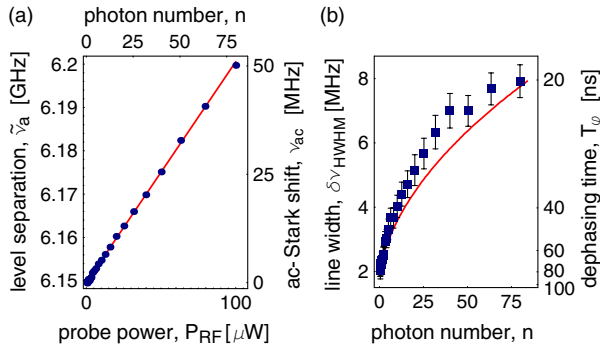 (a)
photon number, n
0 25 50 75
6.2
6.19
6.18
6.17
6.16
6.15
level separation, ν̃a [GHz]
50
25
0
ac-Stark shift, νac [MHz]
0 100
probe power, PRF [μW]
(b)
8
6
4
2
line width, δνHWHM [MHz]
20
40
60
80
100
dephasing time, Tφ [ns]
0 25 50 75
photon number, n